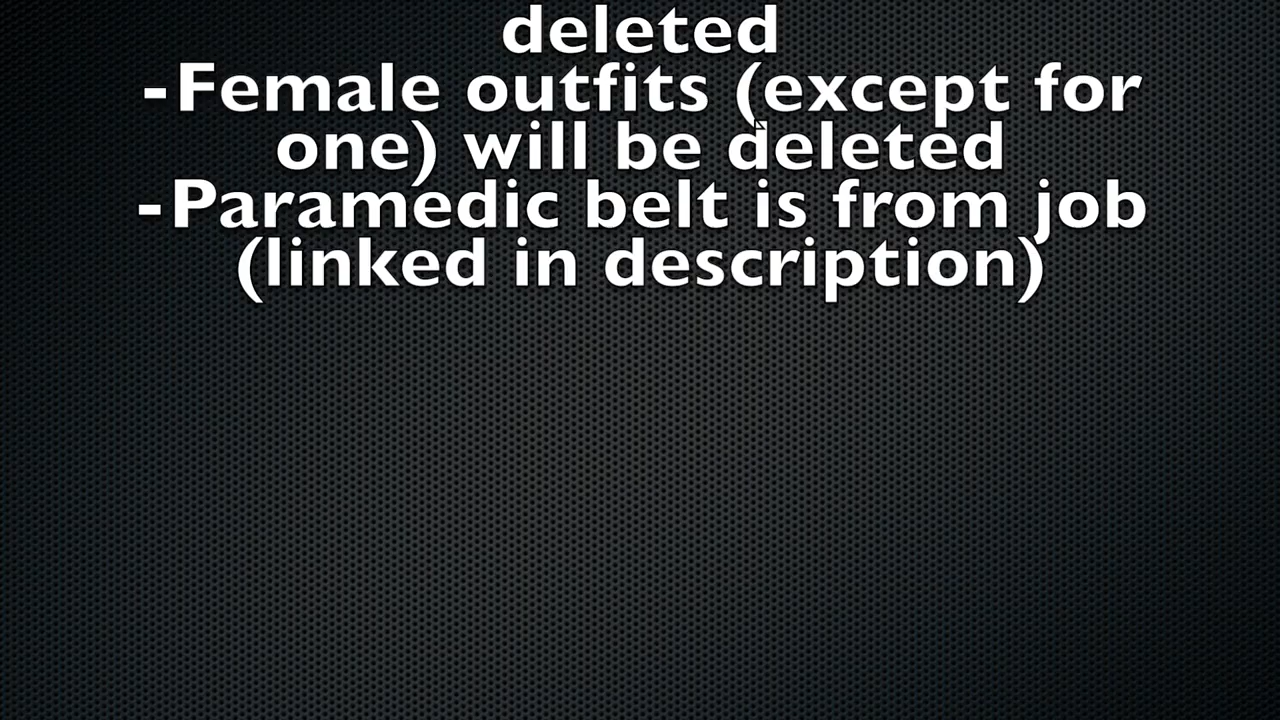 deleted
-Female outfits (except for
one) will be deleted
-Paramedic belt is from job
(linked in description)